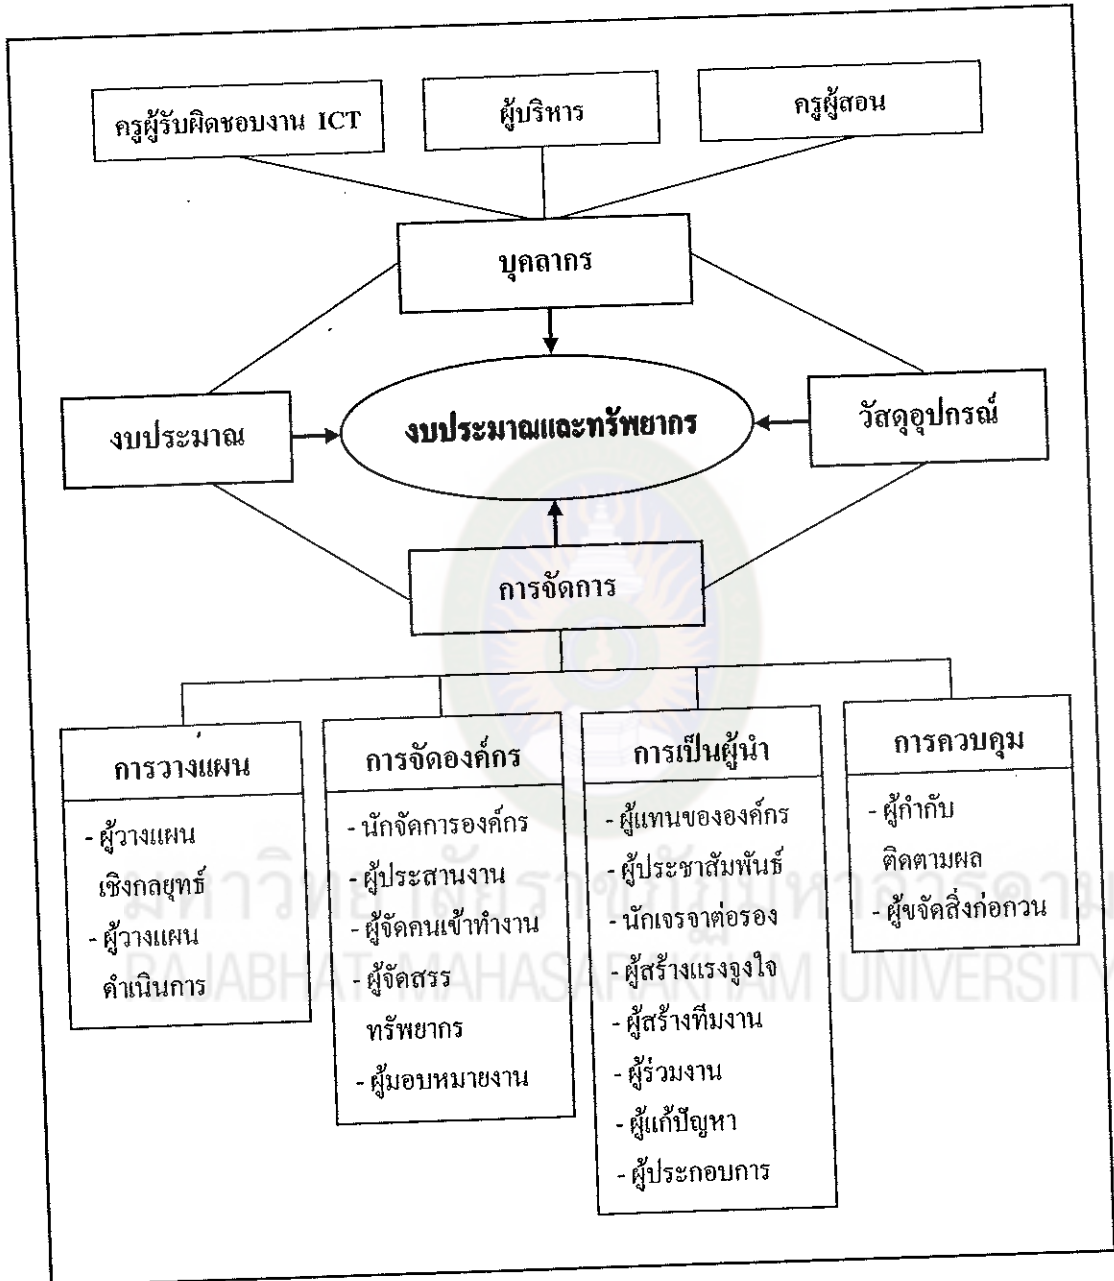 ครูผู้รับผิดชอบงาน ICT
ผู้บริหาร
ครูผู้สอน
บุคลากร
งบประมาณ
งบประมาณและทรัพยากร
วัสดุอุปกรณ์
การจัดการ
การวางแผน
- ผู้วางแผน
เชิงกลยุทธ์
- ผู้วางแผน
ดำเนินการ
การจัดองค์กร
- นักจัดการองค์กร
- ผู้ประสานงาน
- ผู้จัดคนเข้าทำงาน
- ผู้จัดสรร
ทรัพยากร
- ผู้มอบหมายงาน
การเป็นผู้นำ
- ผู้แทนขององค์กร
- ผู้ประชาสัมพันธ์
- นักเจรจาต่อรอง
- ผู้สร้างแรงจูงใจ
- ผู้สร้างทีมงาน
- ผู้ร่วมงาน
- ผู้แก้ปัญหา
- ผู้ประกอบการ
การควบคุม
- ผู้กำกับ
ติดตามผล
- ผู้ขจัดสิ่งก่อกวน
มหาวิทยาลัยราชภัฏมหาสารคาม
RAJABHAT MAHASARAKHAM UNIVERSITY